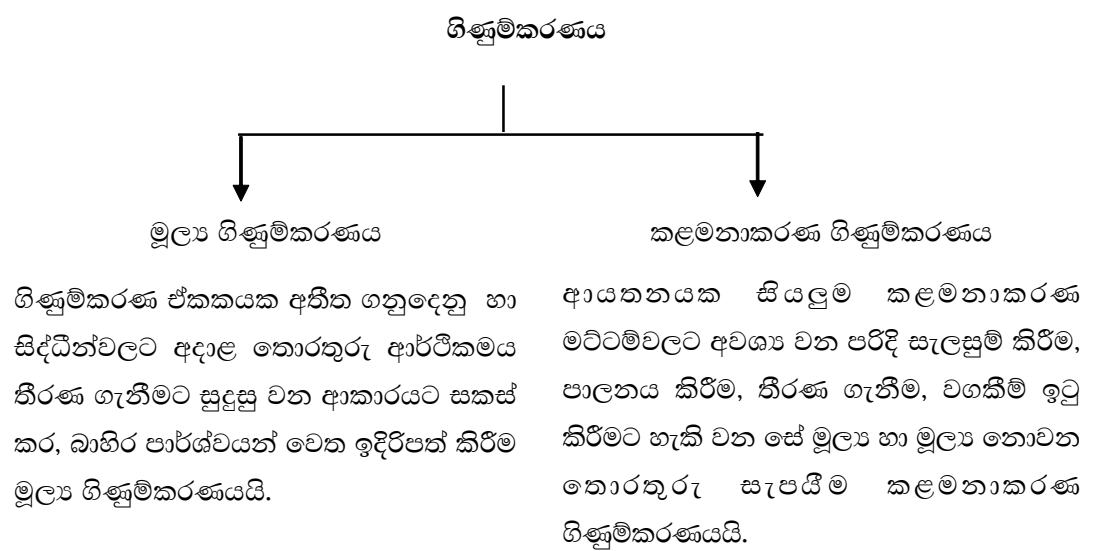 ගිණුම්කරණය
මූල්‍ය ගිණුම්කරණය
ගිණුම්කරණ ඒකකයක අතීත ගනුදෙනු හා
සිද්ධීන්වලට අදාළ තොරතුරු ආර්ථිකමය
තීරණ ගැනීමට සුදුසු වන ආකාරයට සකස්
කර, බාහිර පාර්ශ්වයන් වෙත ඉදිරිපත් කිරීම
මූල්‍ය ගිණුම්කරණයයි.
කළමනාකරණ ගිණුම්කරණය
ආයතනයක සියලුම කළමනාකරණ
මට්ටම්වලට අවශ්‍ය වන පරිදි සැලසුම් කිරීම,
පාලනය කිරීම, තීරණ ගැනීම, වගකීම් ඉටු
කිරීමට හැකි වන සේ මූල්‍ය හා මූල්‍ය නොවන
තොරතුරු සැපයීම කළමනාකරණ
ගිණුම්කරණයයි.